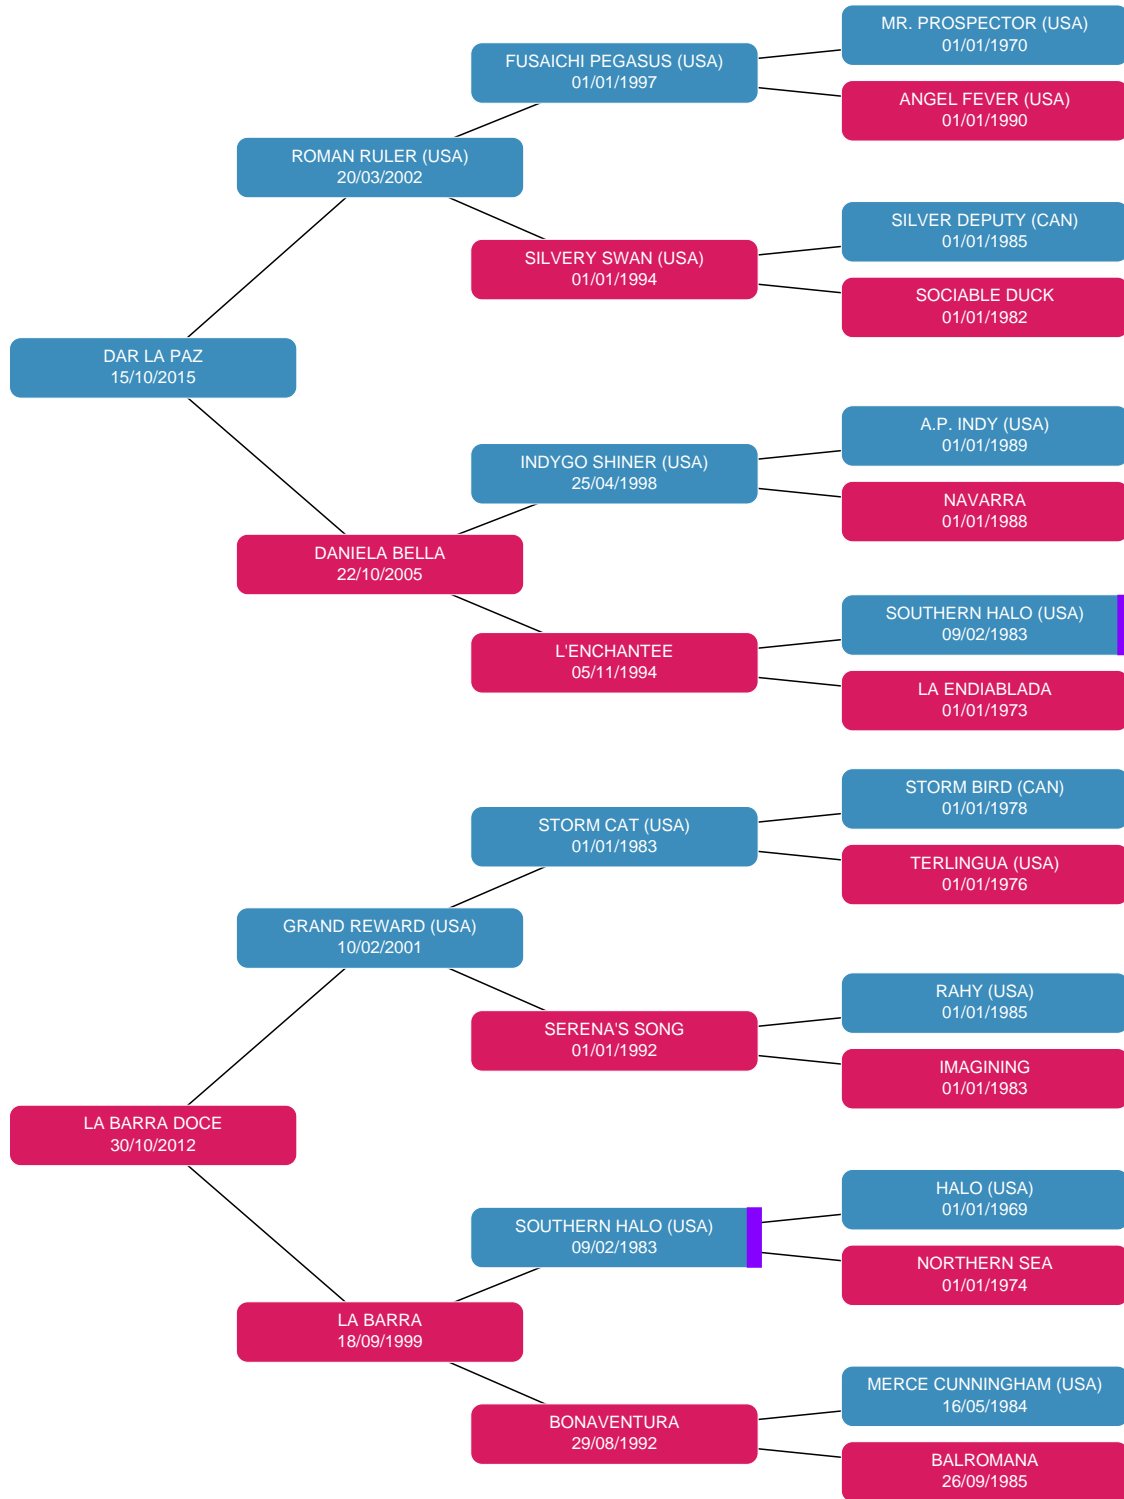 MR. PROSPECTOR (USA)
01/01/1970
FUSAICHI PEGASUS (USA)
01/01/1997
ANGEL FEVER (USA)
01/01/1990
ROMAN RULER (USA)
20/03/2002
SILVER DEPUTY (CAN)
01/01/1985
SILVERY SWAN (USA)
01/01/1994
SOCIABLE DUCK
01/01/1982
DAR LA PAZ
15/10/2015
A.P. INDY (USA)
01/01/1989
INDYGO SHINER (USA)
25/04/1998
NAVARRA
01/01/1988
DANIELA BELLA
22/10/2005
SOUTHERN HALO (USA)
09/02/1983
L'ENCHANTEE
05/11/1994
LA ENDIABLADA
01/01/1973
STORM BIRD (CAN)
01/01/1978
STORM CAT (USA)
01/01/1983
TERLINGUA (USA)
01/01/1976
GRAND REWARD (USA)
10/02/2001
RAHY (USA)
01/01/1985
SERENA'S SONG
01/01/1992
IMAGINING
01/01/1983
LA BARRA DOCE
30/10/2012
HALO (USA)
01/01/1969
SOUTHERN HALO (USA)
09/02/1983
NORTHERN SEA
01/01/1974
LA BARRA
18/09/1999
MERCE CUNNINGHAM (USA)
16/05/1984
BONAVENTURA
29/08/1992
BALROMANA
26/09/1985